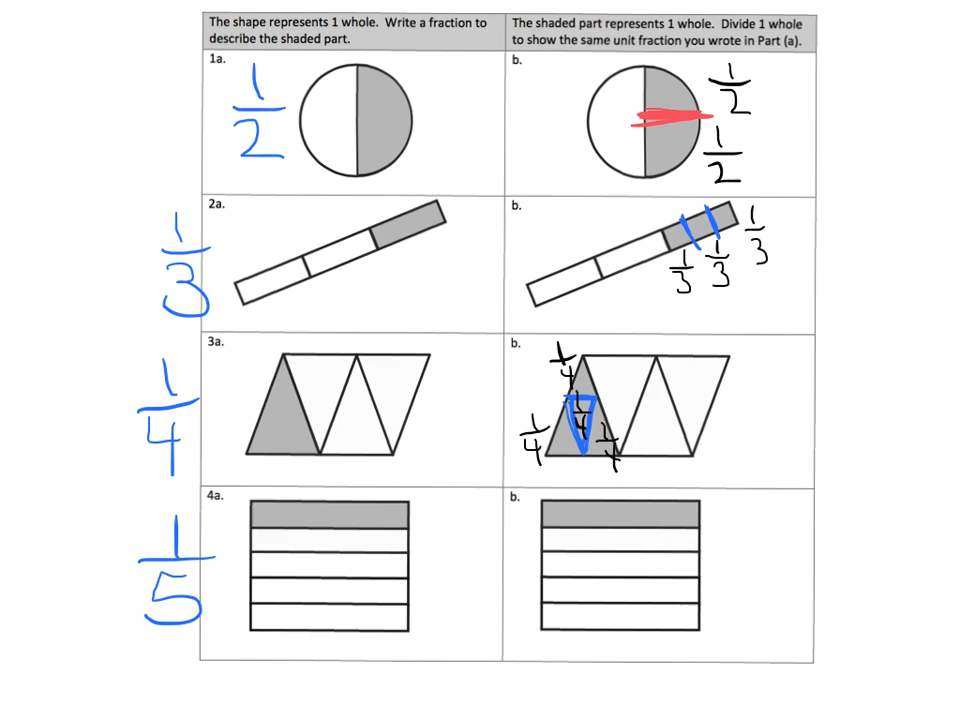 The shape represents 1 whole. Write a fraction to describe the shaded part.
The shaded part represents 1 whole. Divide 1 whole to show the same unit fraction you wrote in Part (a).
1a.
1/2
b.
1/2
1/2
2a.
1/3
b.
1/3
1/3
1/3
3a.
1/4
b.
1/4
1/4
1/4
1/4
4a.
1/5
b.